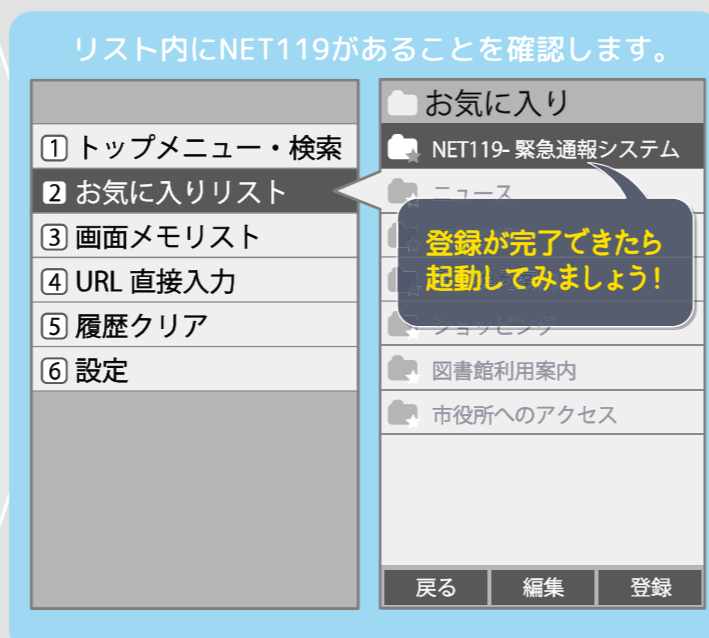 リスト内にNET119があることを確認します。
1 トップメニュー・検索
2 お気に入りリスト
3 画面メモリスト
4 URL 直接入力
5 履歴クリア
6 設定
お気に入り
NET119- 緊急通報システム
ニュース
登録が完了できたら
起動してみましょう!
ショッピング
図書館利用案内
市役所へのアクセス
戻る 編集 登録